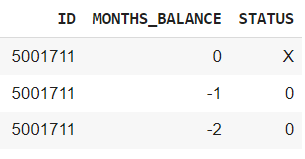 ID MONTHS_BALANCE STATUS
5001711 0 X
5001711 -1 0
5001711 -2 0